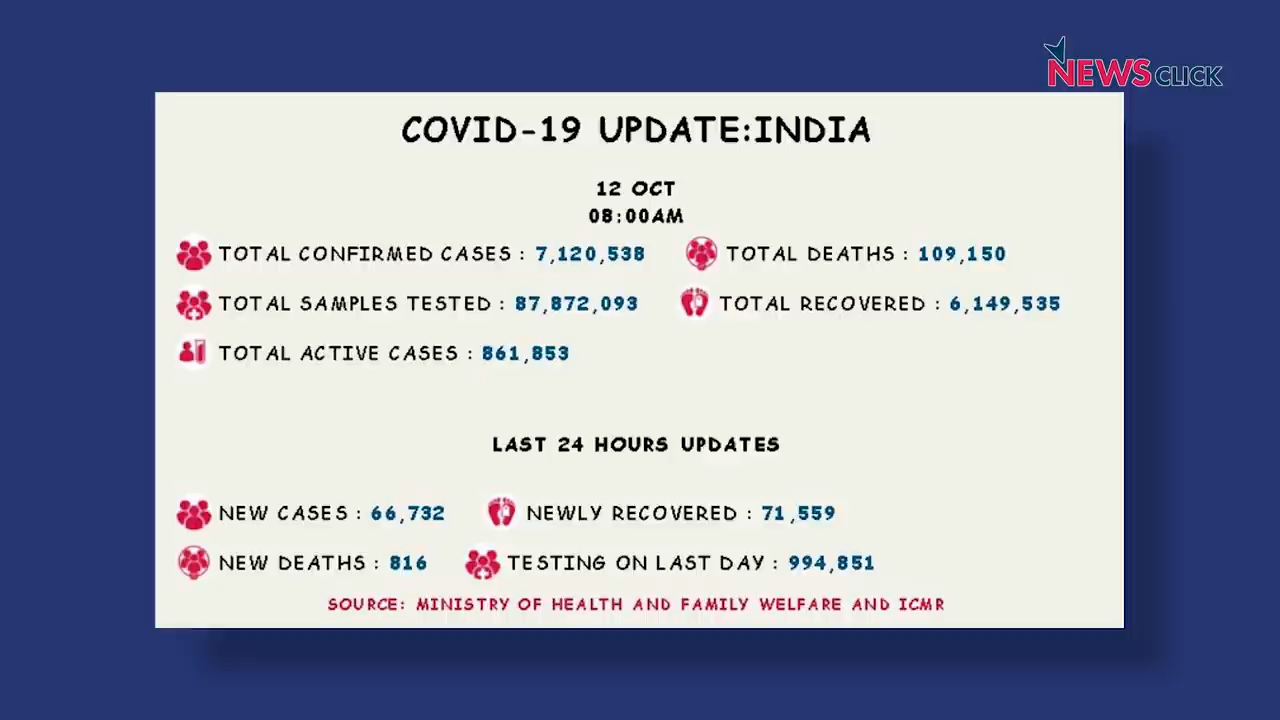 NEWSCLICK
COVID-19 UPDATE:INDIA
12 OCT
08:00AM
TOTAL CONFIRMED CASES : 7,120,538
TOTAL DEATHS : 109,150
TOTAL SAMPLES TESTED : 87,872,093
TOTAL RECOVERED : 6,149,535
TOTAL ACTIVE CASES : 861,853
LAST 24 HOURS UPDATES
NEW CASES : 66,732
NEWLY RECOVERED : 71,559
NEW DEATHS : 816
TESTING ON LAST DAY : 994,851
SOURCE: MINISTRY OF HEALTH AND FAMILY WELFARE AND ICMR